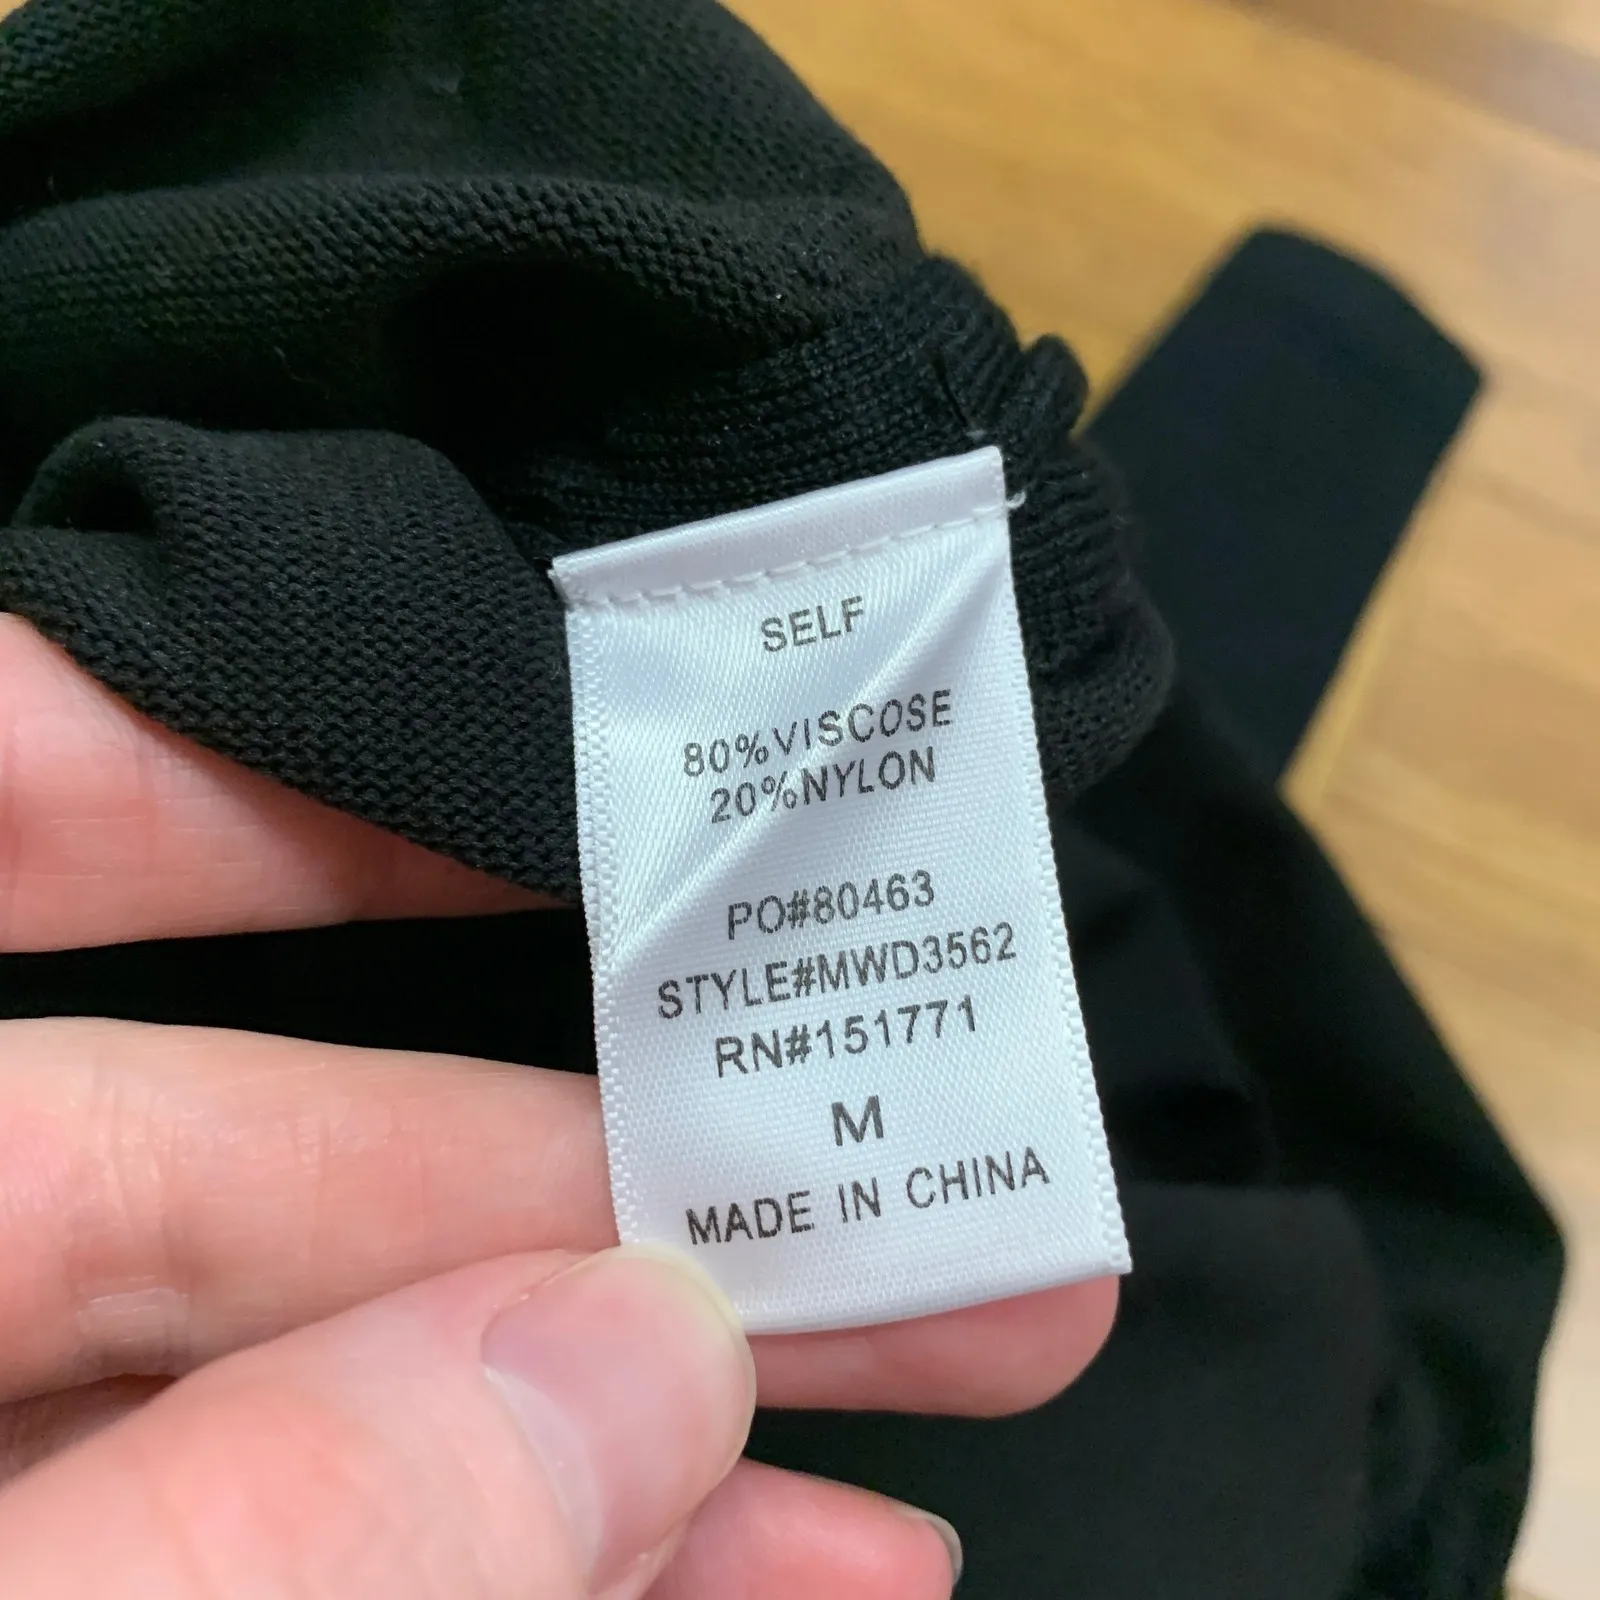 SELF
80%VISCOSE
20%NYLON
PO#80463
STYLE#MWD3562
RN#151771
M
MADE IN CHINA